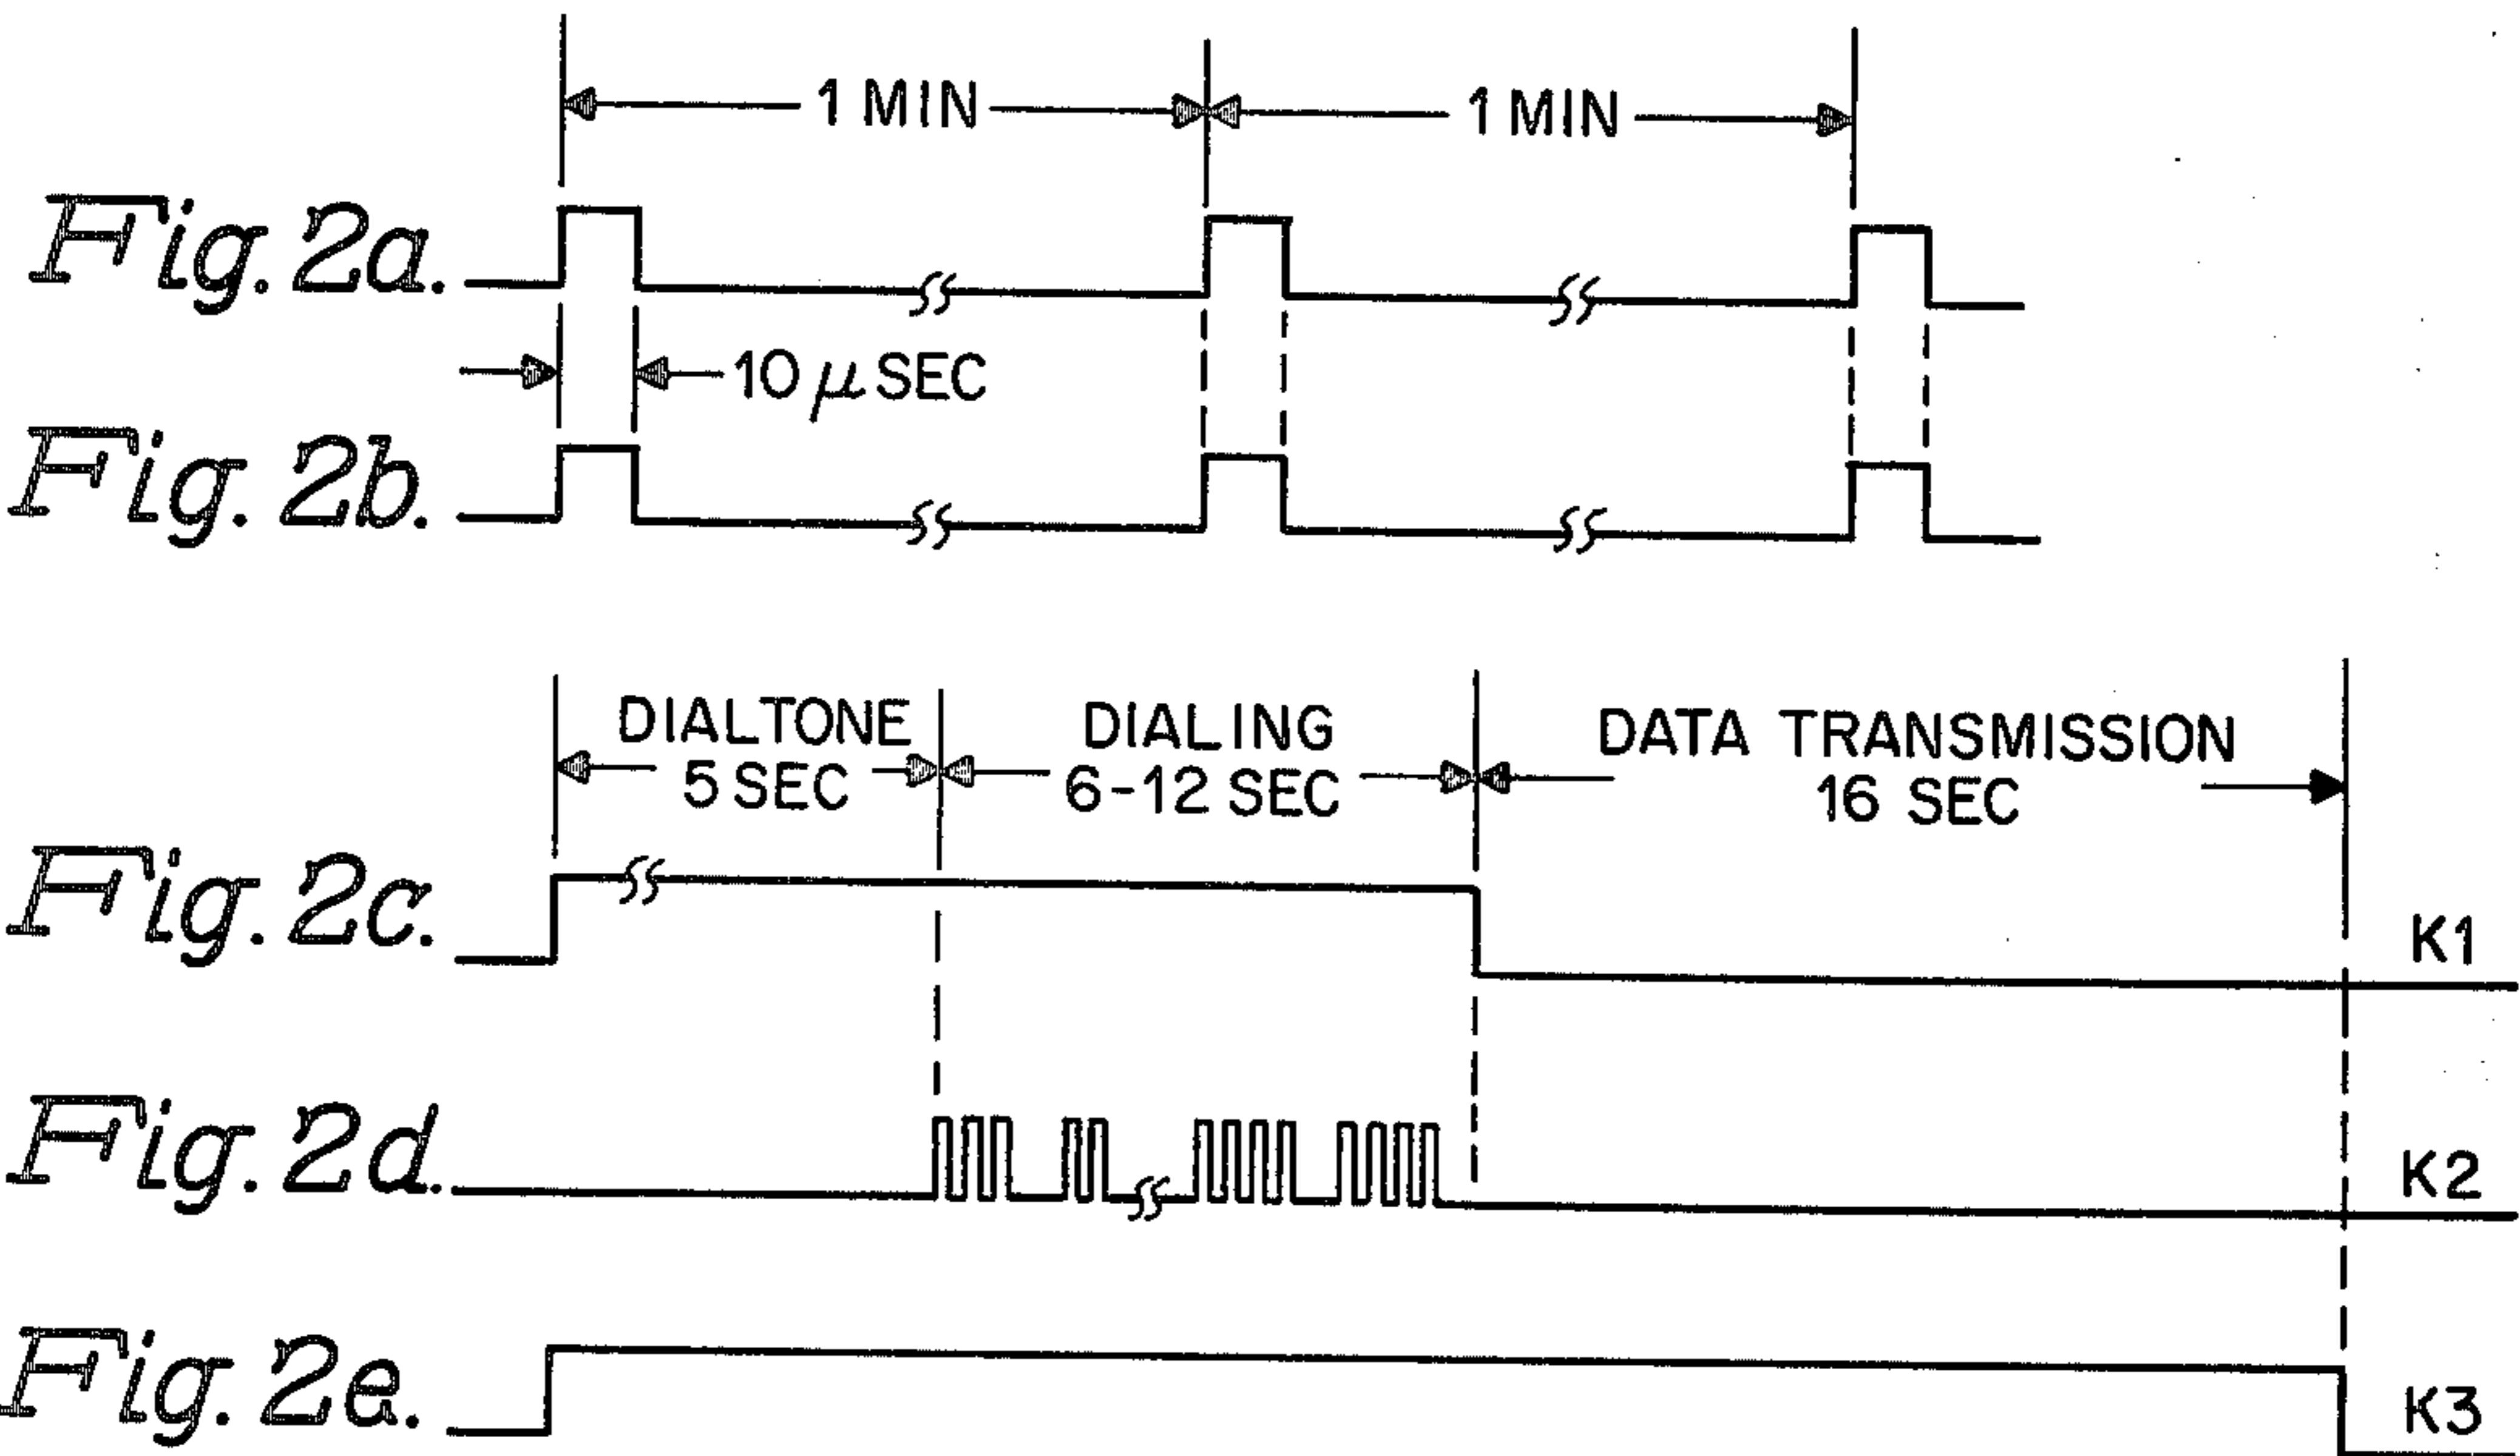 1 MIN 1 MIN
Fig. 2a.
10 μ SEC
Fig. 2b.
DIALTONE DIALING DATA TRANSMISSION
5 SEC 6-12 SEC 16 SEC
Fig. 2c. K1
Fig. 2d. K2
Fig. 2e. K3